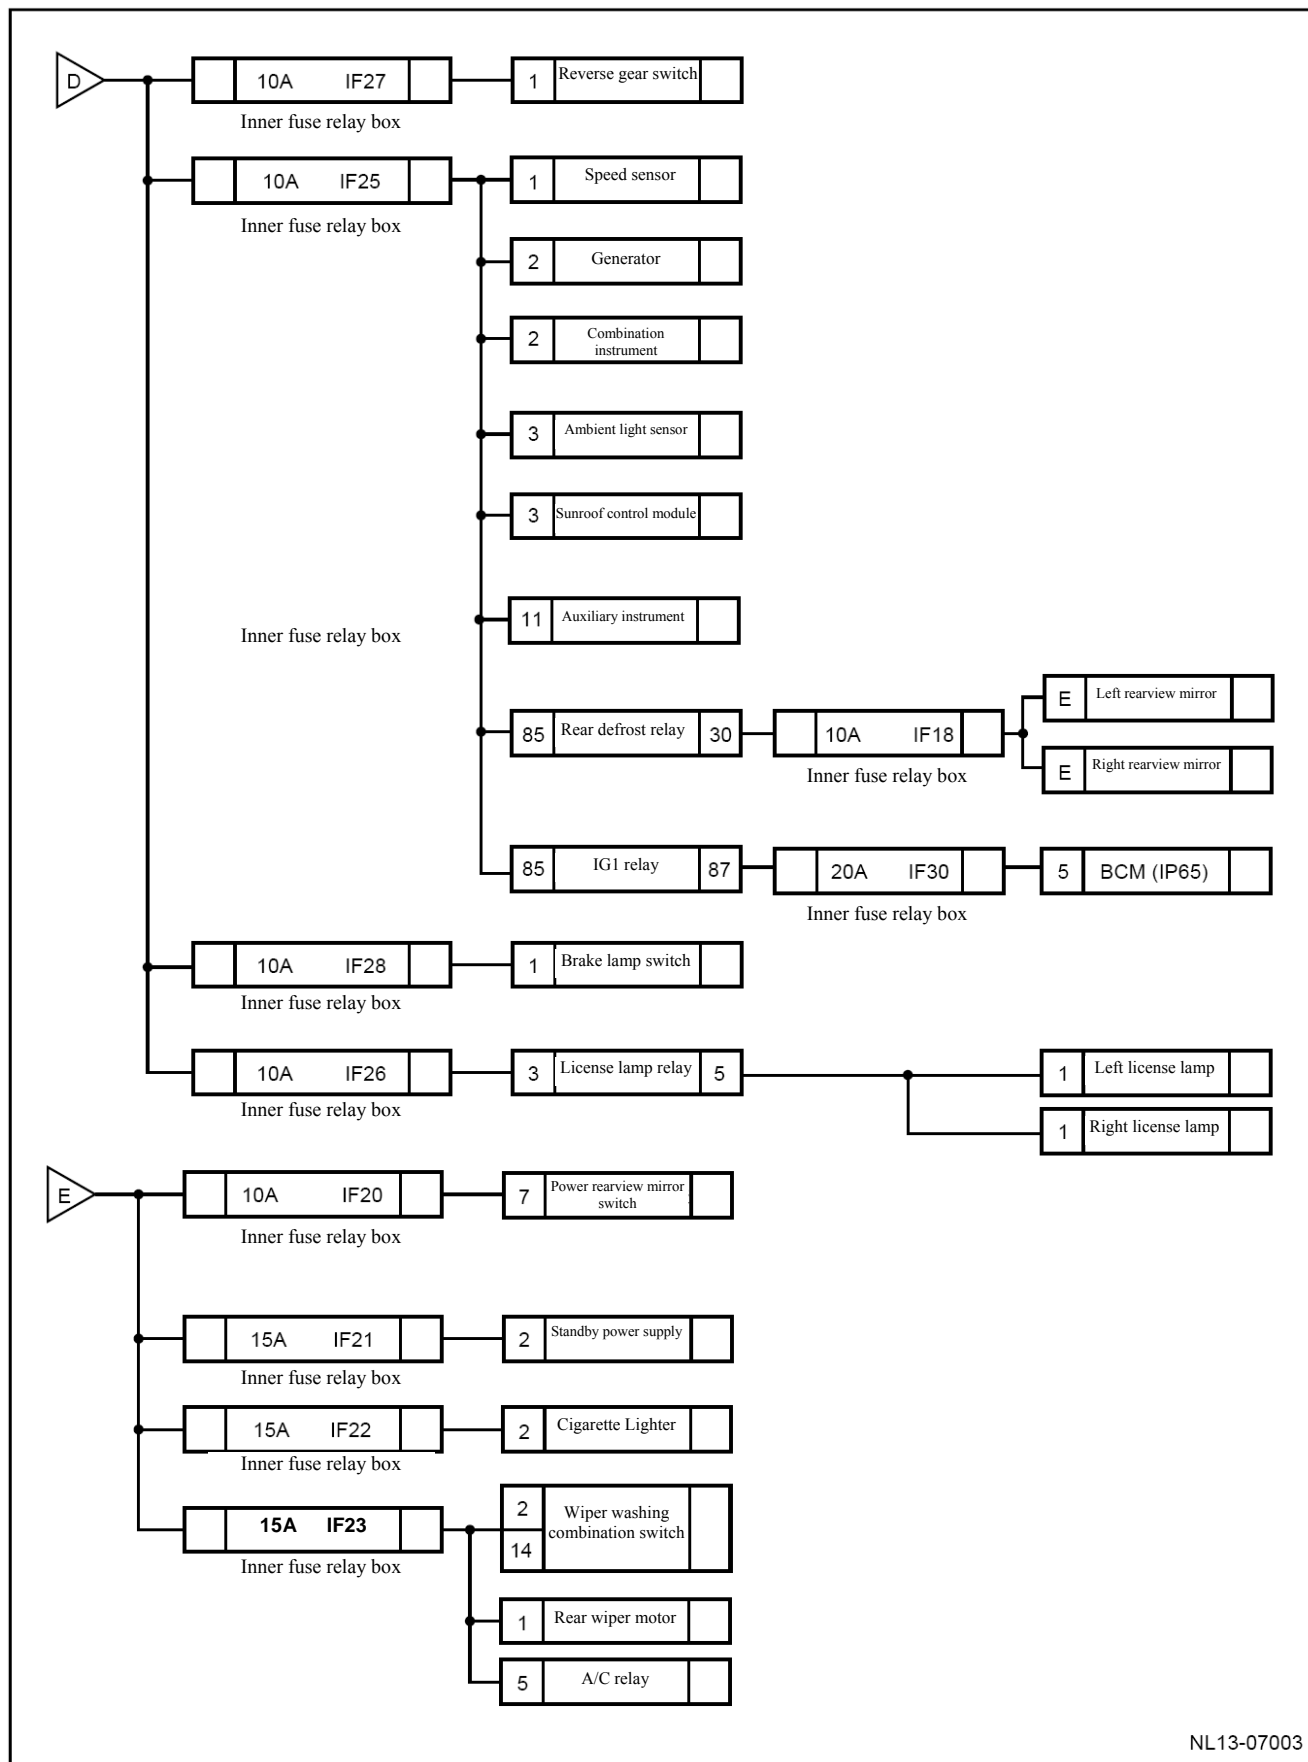 D
10A IF27
1 Reverse gear switch
Inner fuse relay box
10A IF25
1 Speed sensor
Inner fuse relay box
2 Generator
2 Combination
instrument
3 Ambient light sensor
3 Sunroof control module
11 Auxiliary instrument
Inner fuse relay box
E Left rearview mirror
85 Rear defrost relay 30
10A IF18
E Right rearview mirror
Inner fuse relay box
85 IG1 relay 87
20A IF30
5 BCM (IP65)
Inner fuse relay box
10A IF28
1 Brake lamp switch
Inner fuse relay box
10A IF26
3 License lamp relay 5
1 Left license lamp
Inner fuse relay box
1 Right license lamp
E
10A IF20
7 Power rearview mirror
switch
Inner fuse relay box
15A IF21
2 Standby power supply
Inner fuse relay box
15A IF22
2 Cigarette Lighter
Inner fuse relay box
15A IF23
2
14
Wiper washing
combination switch
Inner fuse relay box
1 Rear wiper motor
5 A/C relay
NL13-07003